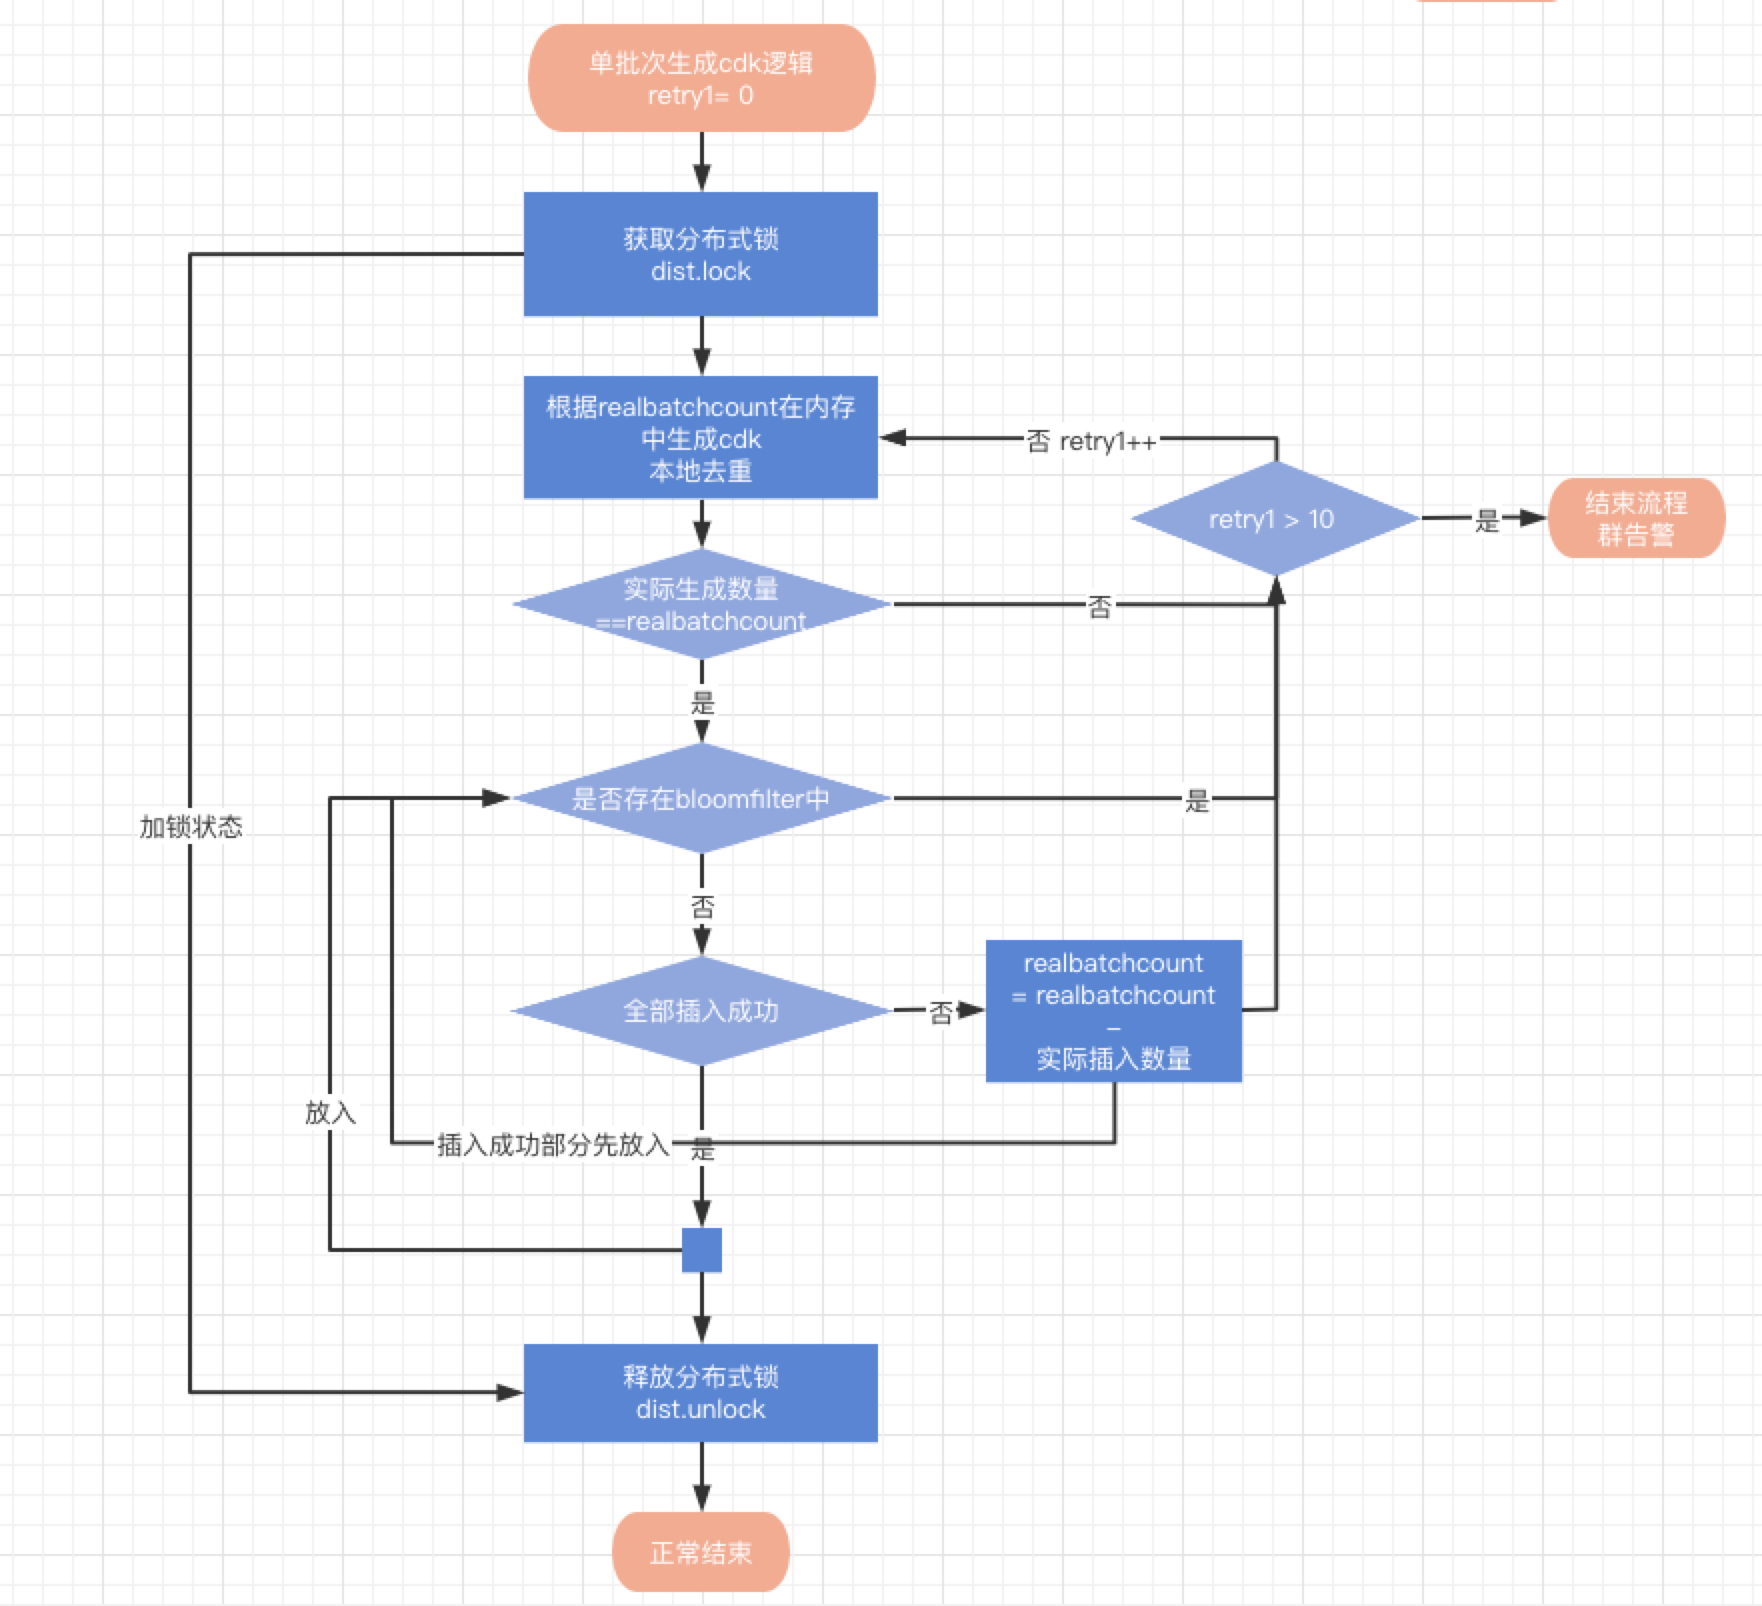 单批次生成cdk逻辑
retry1= 0
获取分布式锁
dist.lock
根据realbatchcount在内存
中生成cdk
本地去重
否 retry1++
retry1 > 10
是
结束流程
群告警
实际生成数量
==realbatchcount
否
是
是否存在bloomfilter中
是
加锁状态
否
全部插入成功
否
realbatchcount
= realbatchcount
–
实际插入数量
放入
插入成功部分先放入
是
释放分布式锁
dist.unlock
正常结束